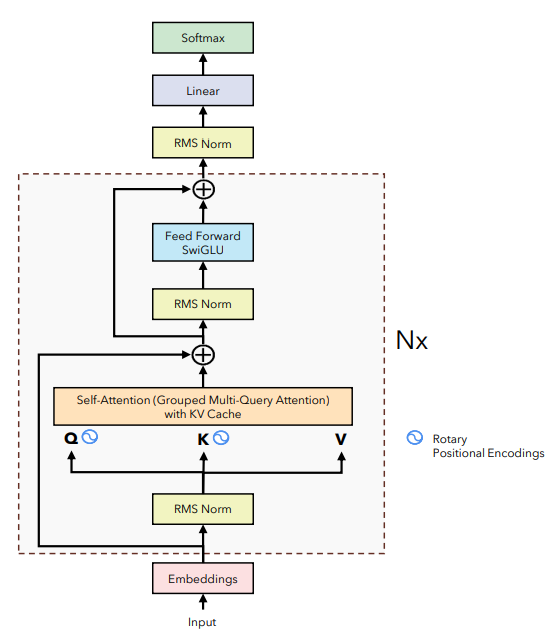 Softmax
Linear
RMS Norm
Feed Forward
SwiGLU
RMS Norm
Nx
Self-Attention (Grouped Multi-Query Attention)
with KV Cache
Q K V
Rotary
Positional Encodings
RMS Norm
Embeddings
Input